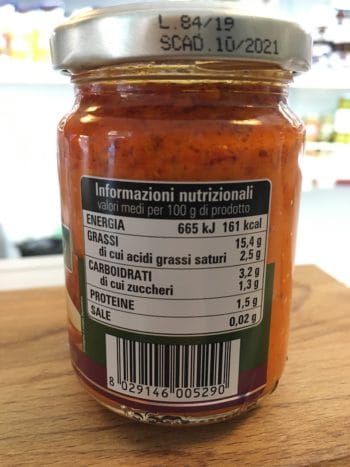 L.84/19
SCAD.10/2021
Informazioni nutrizionali
valori medi per 100 g di prodotto
ENERGIA 665 kJ 161 kcal
GRASSI 15,4 g
di cui acidi grassi saturi 2,5 g
CARBOIDRATI 3,2 g
di cui zuccheri 1,3 g
PROTEINE 1,5 g
SALE 0,02 g
8 029146 005290